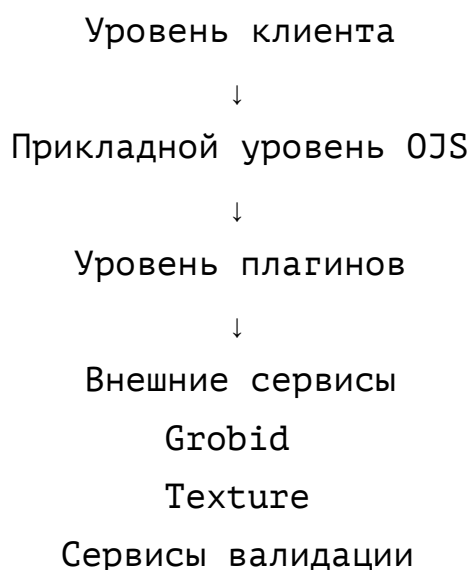 Уровень клиента
↓
Прикладной уровень OJS
↓
Уровень плагинов
↓
Внешние сервисы
Grobid
Texture
Сервисы валидации